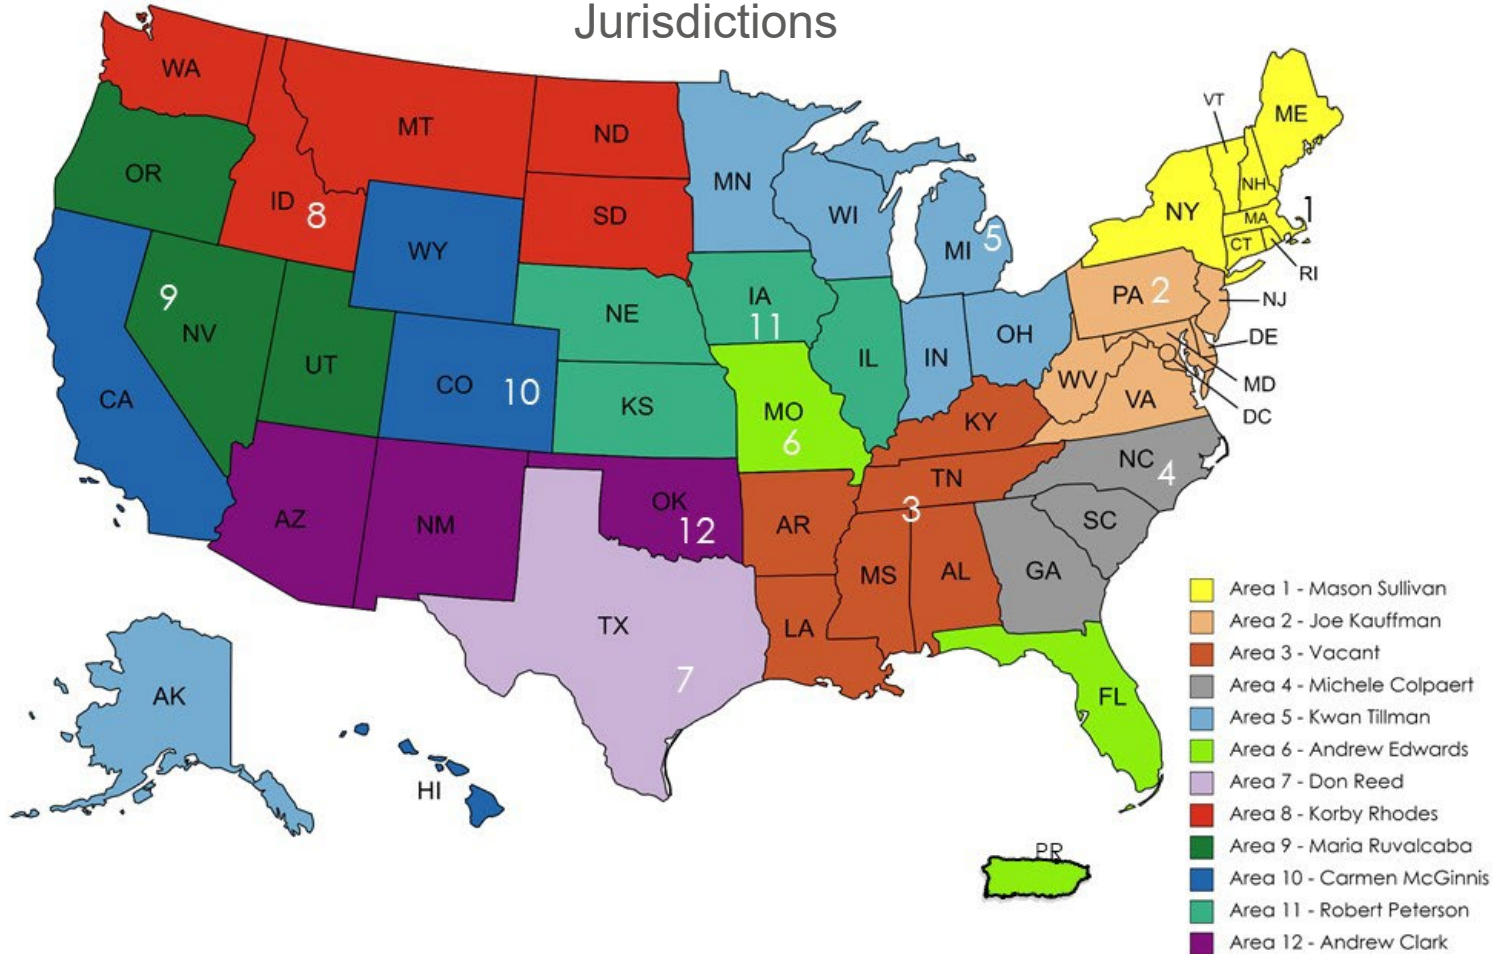 Jurisdictions
WA
MT
ND
MN
VT
ME
OR
ID
8
SD
WI
MI
5
NY
NH
MA
1
CT
RI
WY
9
NV
NE
IA
11
PA
2
NJ
DE
UT
CO
10
KS
IL
IN
OH
WV
VA
MD
DC
CA
MO
6
KY
NC
4
TN
3
AZ
NM
OK
12
AR
MS
AL
GA
SC
TX
7
LA
FL
AK
HI
PR
Area 1 - Mason Sullivan
Area 2 - Joe Kauffman
Area 3 - Vacant
Area 4 - Michele Colpaert
Area 5 - Kwan Tillman
Area 6 - Andrew Edwards
Area 7 - Don Reed
Area 8 - Korby Rhodes
Area 9 - Maria Ruvalcaba
Area 10 - Carmen McGinnis
Area 11 - Robert Peterson
Area 12 - Andrew Clark